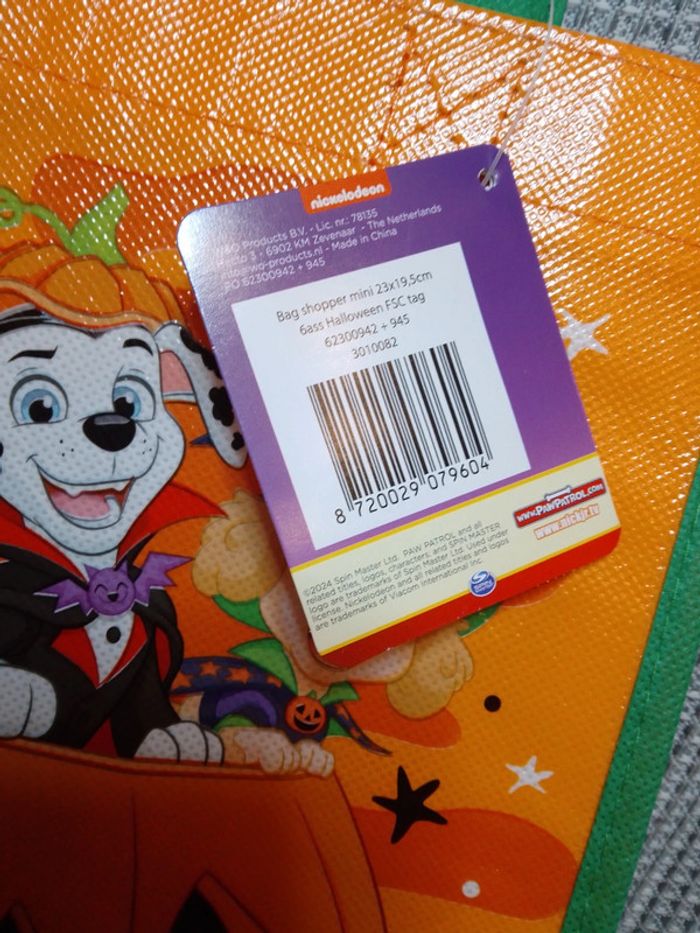 nickelodeon
Products B.V. - Lic. nr.: 78135
3 - 6902 KM Zevenaar - The Netherlands
info@wo-products.nl - Made in China
PO 62300942 + 945
Bag shopper mini 23x19,5cm
6ass Halloween FSC tag
62300942 + 945
3010082
8 720029 079604
www.PAWPATROL.COM
www.nickjr.tv
©2024 Spin Master Ltd. PAW PATROL and all
related titles, logos, characters; and SPIN MASTER
logo are trademarks of Spin Master Ltd. Used under
license. Nickelodeon and all related titles and logos
are trademarks of Viacom International Inc.
SPIN MASTER